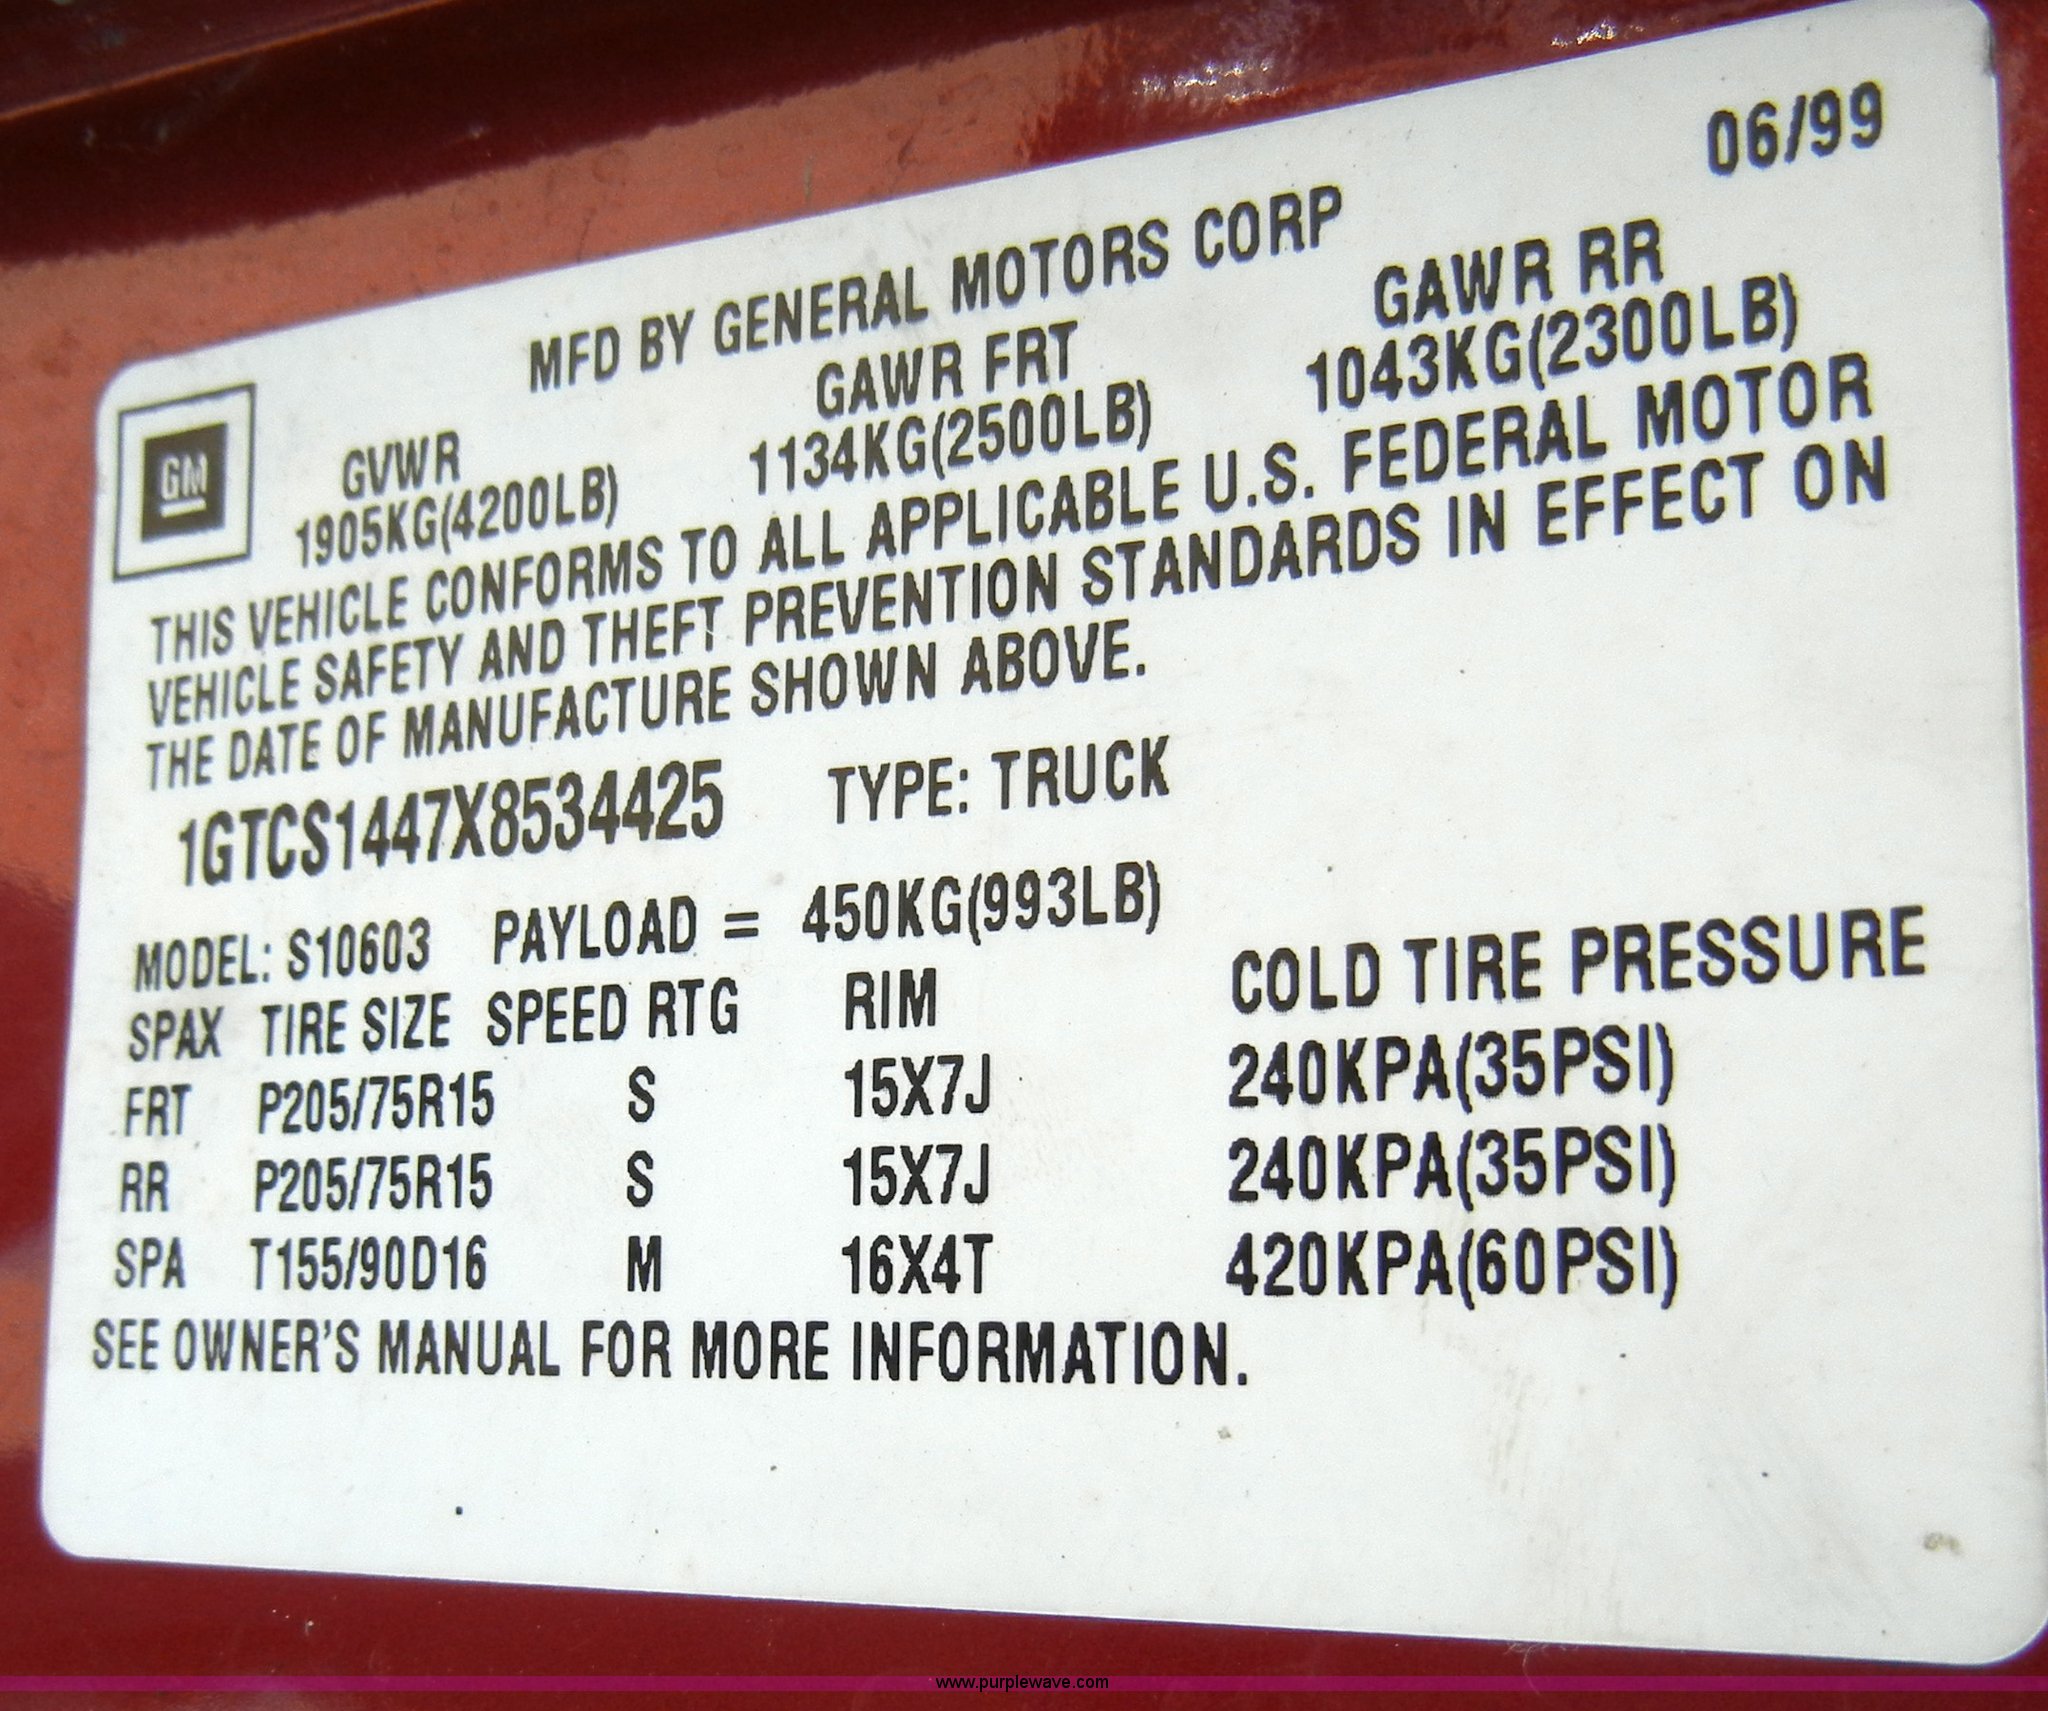 06/99
MFD BY GENERAL MOTORS CORP
GM
GVWR GAWR FRT GAWR RR
1905KG(4200LB) 1134KG(2500LB) 1043KG(2300LB)
THIS VEHICLE CONFORMS TO ALL APPLICABLE U.S. FEDERAL MOTOR
VEHICLE SAFETY AND THEFT PREVENTION STANDARDS IN EFFECT ON
THE DATE OF MANUFACTURE SHOWN ABOVE.
1GTCS1447X8534425 TYPE: TRUCK
MODEL: S10603 PAYLOAD = 450KG(993LB)
SPAX TIRE SIZE SPEED RTG RIM COLD TIRE PRESSURE
FRT P205/75R15 S 15X7J 240KPA(35PSI)
RR P205/75R15 S 15X7J 240KPA(35PSI)
SPA T155/90D16 M 16X4T 420KPA(60PSI)
SEE OWNER'S MANUAL FOR MORE INFORMATION.
www.purplewave.com